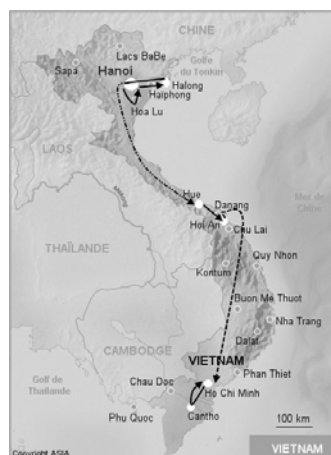 CHINE
Lacs BaBe
Sapa
Hanoi
Golfe
du Tonkin
Halong
Haiphong
Hoa Lu
LAOS
Hue
Danang
Hoi An
Chu Lai
Mer de
Chine
THAÏLANDE
Quy Nhon
Kontum
Buon Me Thuot
Nha Trang
Dalat
CAMBODGE
VIETNAM
Golf de
Thaïlande
Phan Thiet
Chau Doc
Ho Chi Minh
Phu Quoc
Cantho
100 km
Copyright ASIA
VIETNAM